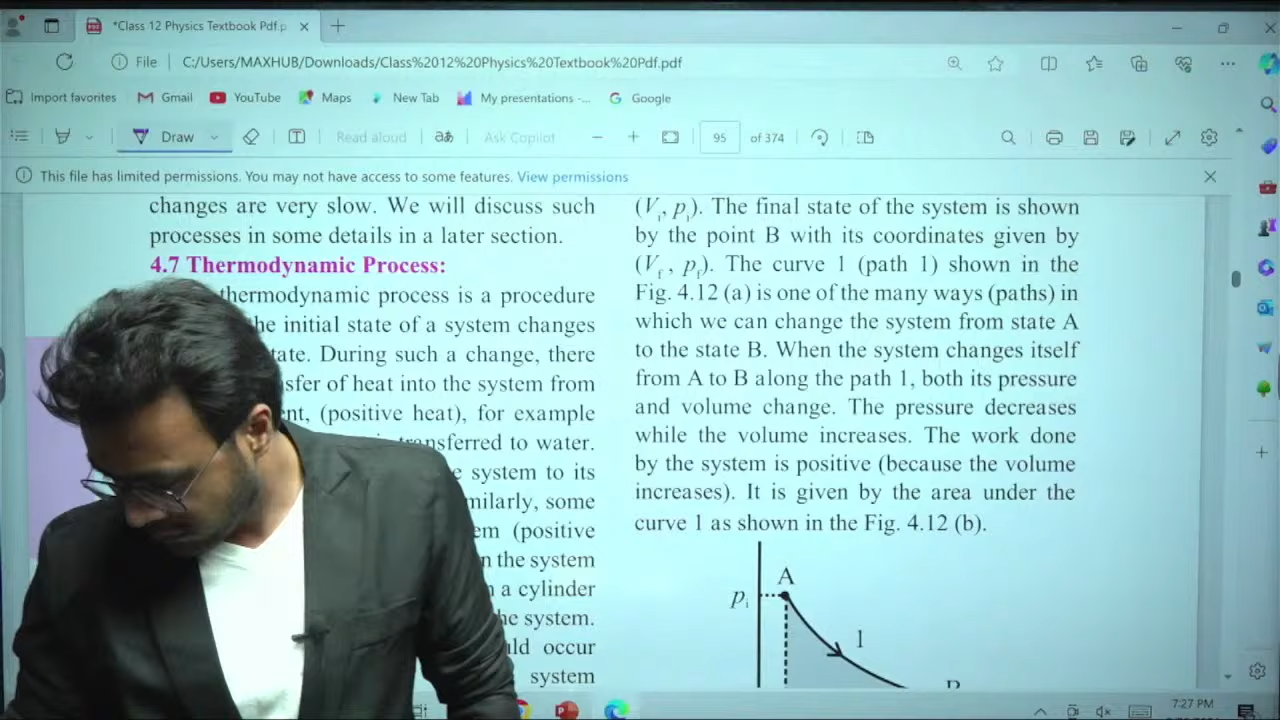 *Class 12 Physics Textbook Pdf.p
File
C:/Users/MAXHUB/Downloads/Class%2012%20Physics%20Textbook%20Pdf.pdf
Import favorites
Gmail
YouTube
Maps
New Tab
My presentations -...
G Google
Draw
Read aloud
Ask Copilot
95
of 374
This file has limited permissions. You may not have access to some features. View permissions
changes are very slow. We will discuss such
processes in some details in a later section.
4.7 Thermodynamic Process:
thermodynamic process is a procedure
he initial state of a system changes
tate. During such a change, there
sfer of heat into the system from
nt, (positive heat), for example
transferred to water.
e system to its
milarly, some
em (positive
n the system
a cylinder
he system.
uld occur
system
(Vᵢ, pᵢ). The final state of the system is shown
by the point B with its coordinates given by
(V_f, p_f). The curve 1 (path 1) shown in the
Fig. 4.12 (a) is one of the many ways (paths) in
which we can change the system from state A
to the state B. When the system changes itself
from A to B along the path 1, both its pressure
and volume change. The pressure decreases
while the volume increases. The work done
by the system is positive (because the volume
increases). It is given by the area under the
curve 1 as shown in the Fig. 4.12 (b).
A
pᵢ
1
7:27 PM